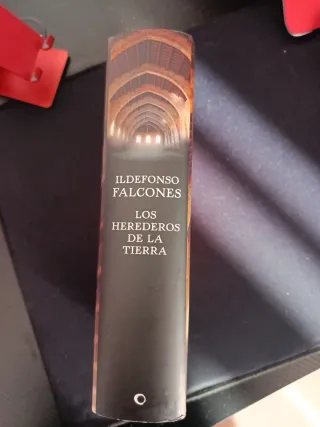 ILDEFONSO
FALCONES
LOS
HEREDEROS
DE LA
TIERRA